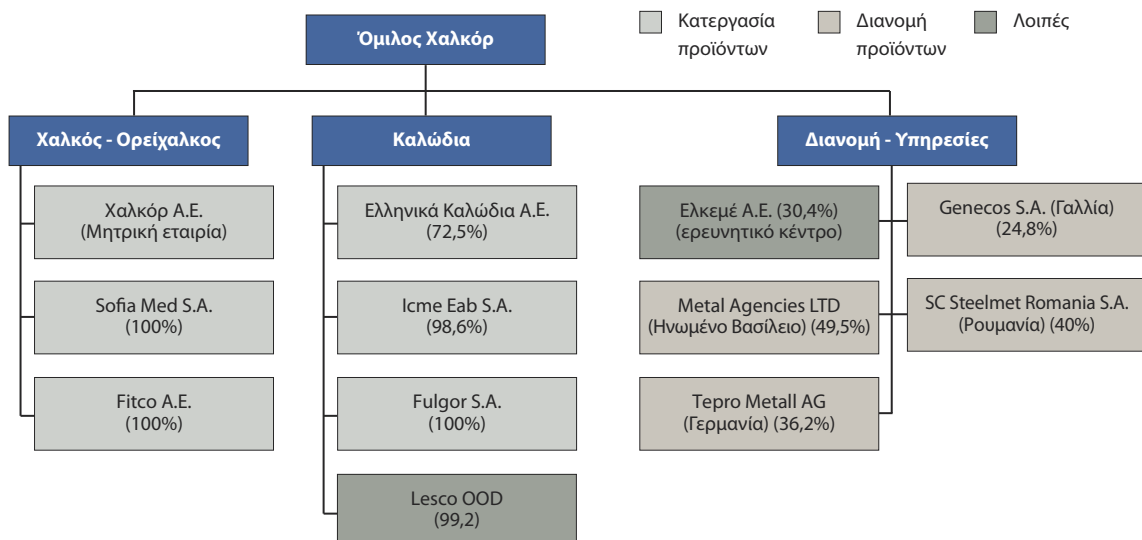 Όμιλος Χαλκόρ
Κατεργασία
προϊόντων
Διανομή
προϊόντων
Λοιπές
Χαλκός - Ορείχαλκος
Χαλκόρ Α.Ε.
(Μητρική εταιρία)
Sofia Med S.A.
(100%)
Fitco Α.Ε.
(100%)
Καλώδια
Ελληνικά Καλώδια Α.Ε.
(72,5%)
Icme Eab S.A.
(98,6%)
Fulgor S.A.
(100%)
Lesco OOD
(99,2)
Διανομή - Υπηρεσίες
Ελκεμέ Α.Ε. (30,4%)
(ερευνητικό κέντρο)
Metal Agencies LTD
(Ηνωμένο Βασίλειο) (49,5%)
Tepro Metall AG
(Γερμανία) (36,2%)
Genecos S.A. (Γαλλία)
(24,8%)
SC Steelmet Romania S.A.
(Ρουμανία) (40%)